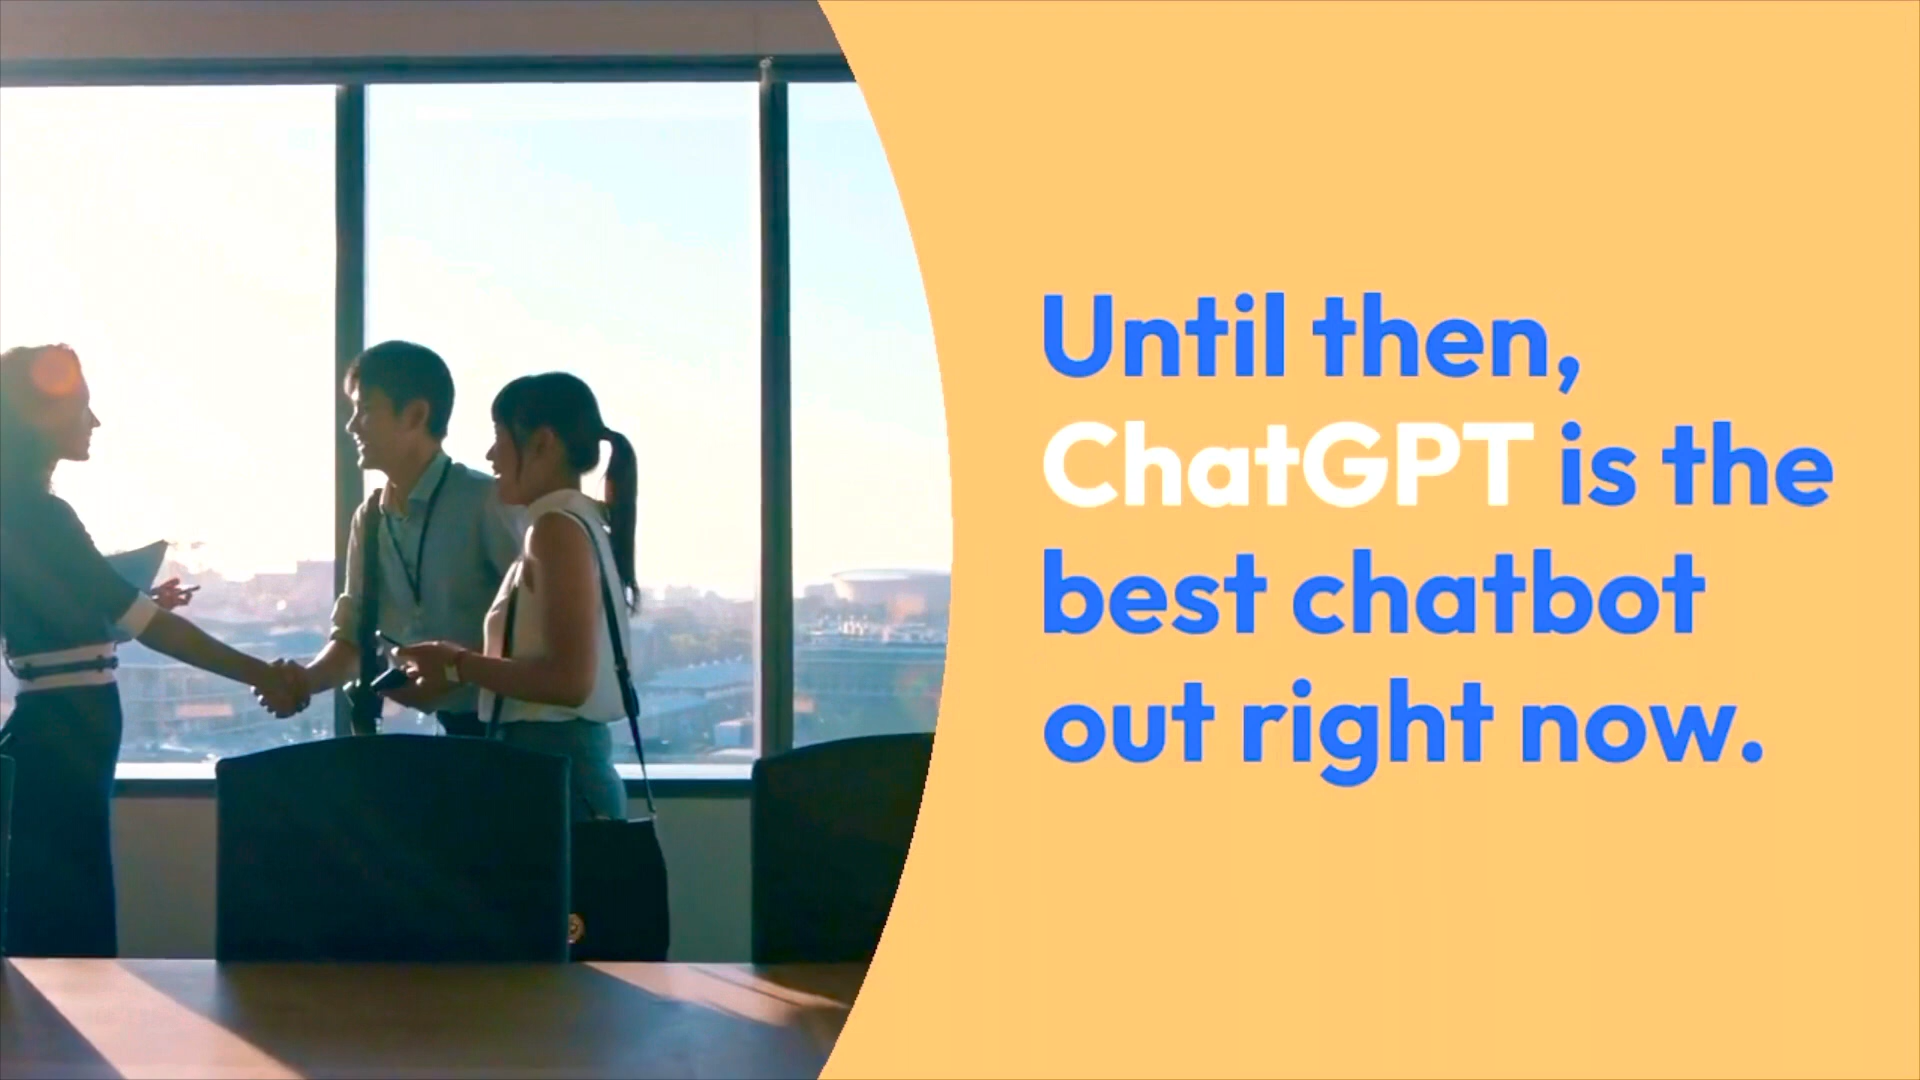 Until then,
ChatGPT is the
best chatbot
out right now.